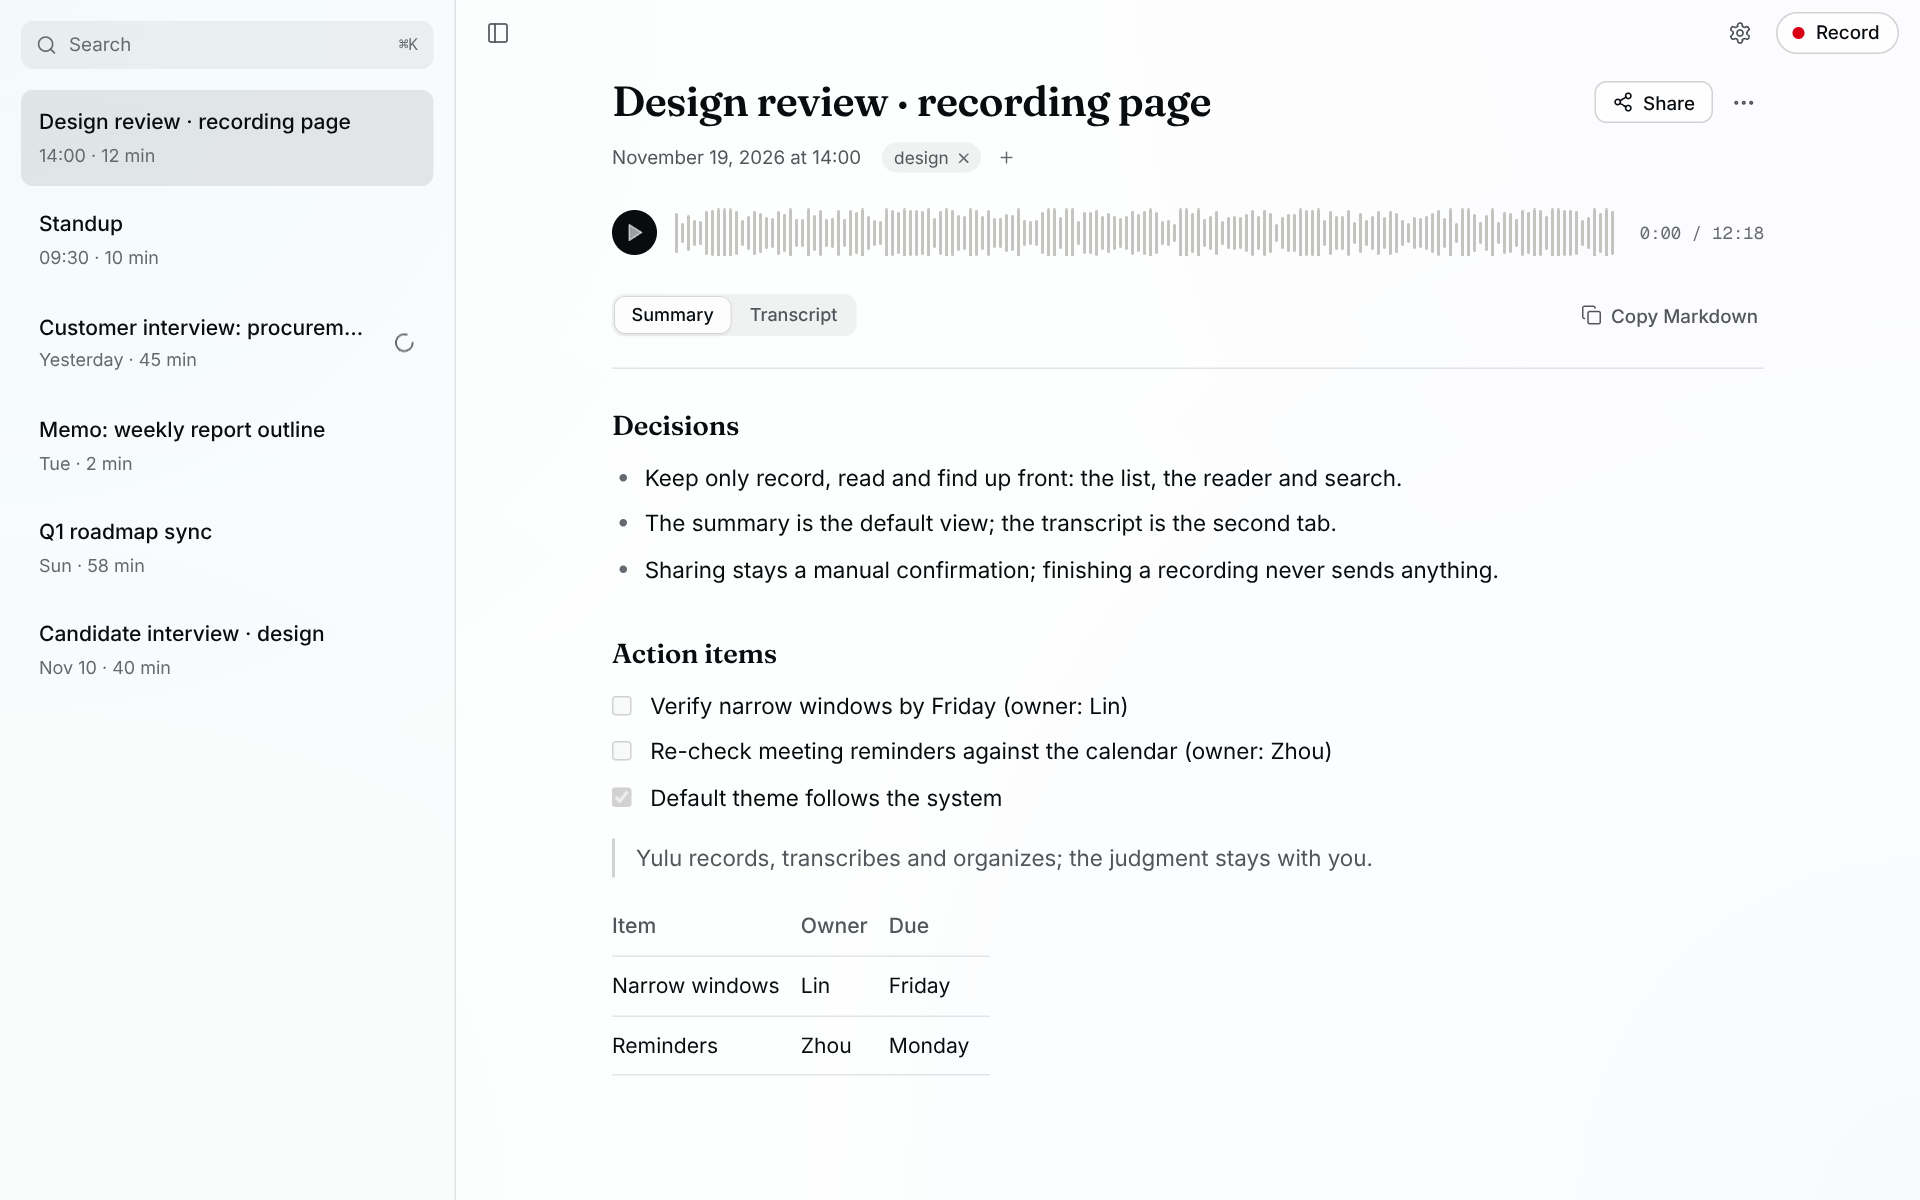 Search ⌘K
Design review · recording page
14:00 · 12 min
Standup
09:30 · 10 min
Customer interview: procurem...
Yesterday · 45 min
Memo: weekly report outline
Tue · 2 min
Q1 roadmap sync
Sun · 58 min
Candidate interview · design
Nov 10 · 40 min
Record
Design review · recording page
Share
November 19, 2026 at 14:00 design
0:00 / 12:18
Summary Transcript
Copy Markdown
Decisions
Keep only record, read and find up front: the list, the reader and search.
The summary is the default view; the transcript is the second tab.
Sharing stays a manual confirmation; finishing a recording never sends anything.
Action items
Verify narrow windows by Friday (owner: Lin)
Re-check meeting reminders against the calendar (owner: Zhou)
Default theme follows the system
Yulu records, transcribes and organizes; the judgment stays with you.
Item Owner Due
Narrow windows Lin Friday
Reminders Zhou Monday